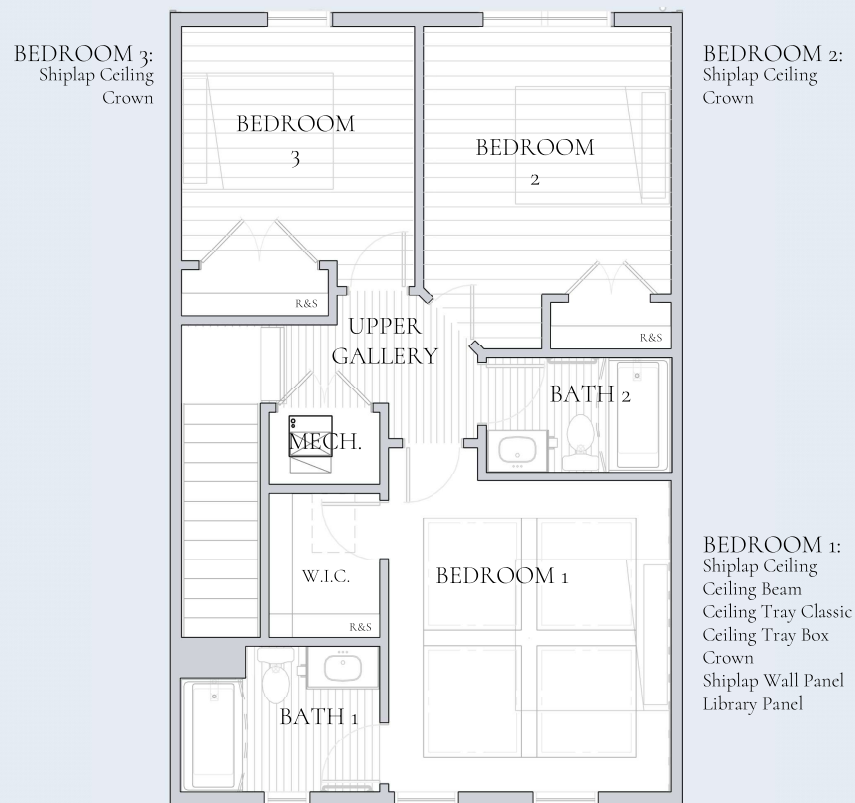 BEDROOM 3:
Shiplap Ceiling
Crown
BEDROOM 2:
Shiplap Ceiling
Crown
BEDROOM
3
BEDROOM
2
R&S
R&S
UPPER
GALLERY
BATH 2
MECH.
W.I.C.
R&S
BEDROOM 1
BATH 1
BEDROOM 1:
Shiplap Ceiling
Ceiling Beam
Ceiling Tray Classic
Ceiling Tray Box
Crown
Shiplap Wall Panel
Library Panel